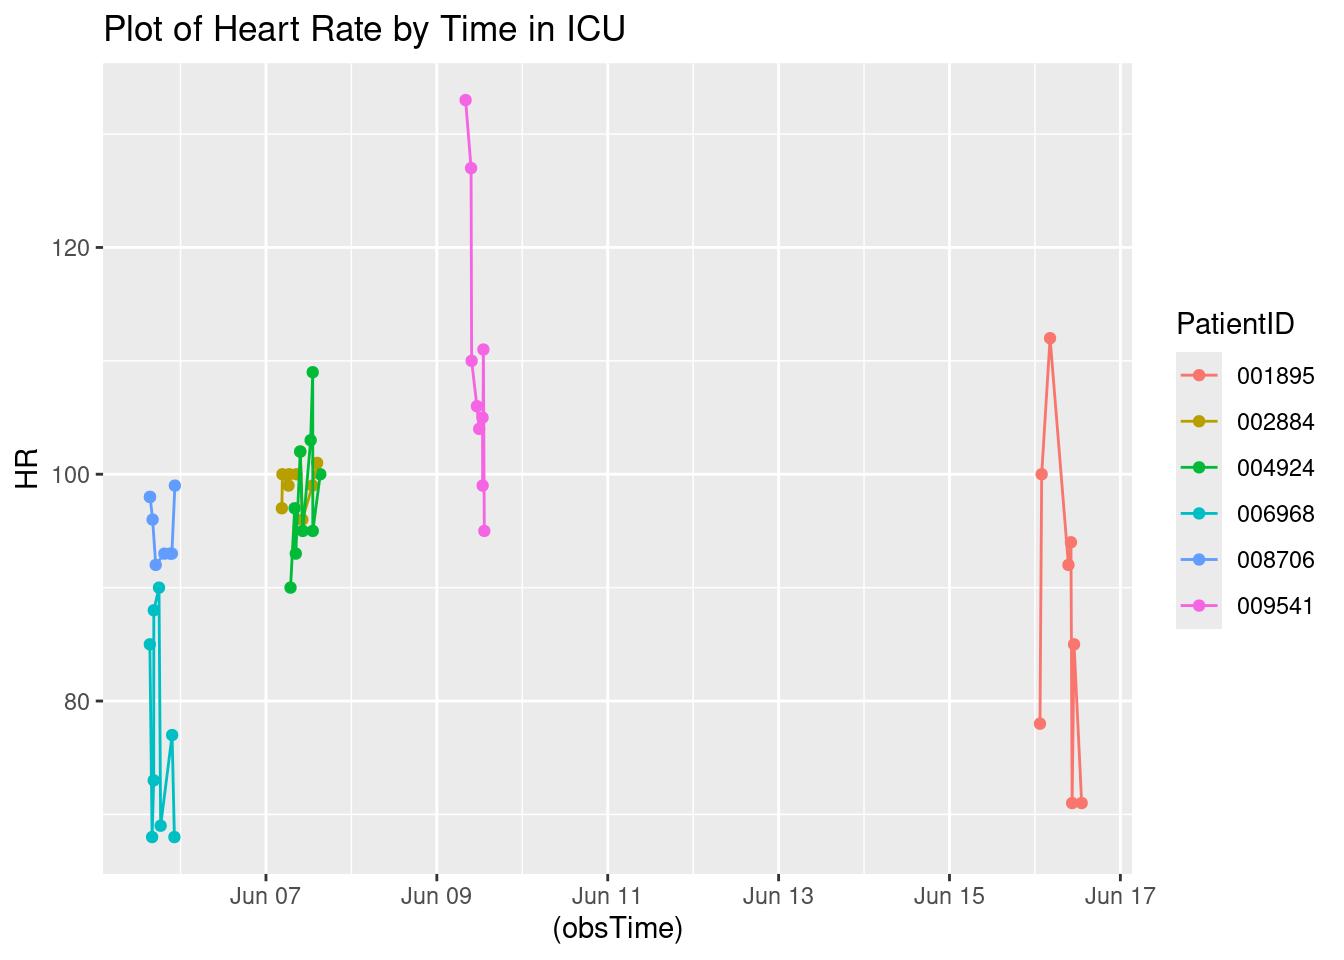 Plot of Heart Rate by Time in ICU
HR
120
100
80
Jun 07 Jun 09 Jun 11 Jun 13 Jun 15 Jun 17
(obsTime)
PatientID
001895
002884
004924
006968
008706
009541